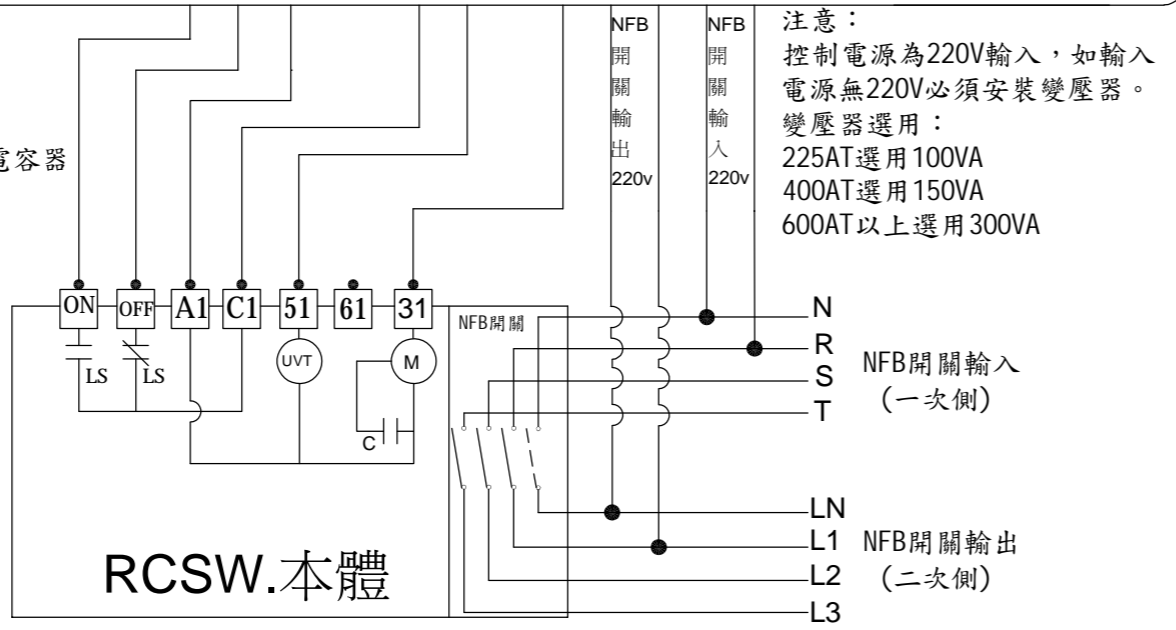 NFB
開
關
輸
出
220v
NFB
開
關
輸
入
220v
注意：
控制電源為220V輸入，如輸入
電源無220V必須安裝變壓器。
變壓器選用：
225AT選用100VA
400AT選用150VA
600AT以上選用300VA
電容器
ON OFF A1 C1 51 61 31
NFB開關
LS LS UVT M
C
N
R
S
T
NFB開關輸入
(一次側)
LN
L1
L2
L3
NFB開關輸出
(二次側)
RCSW.本體